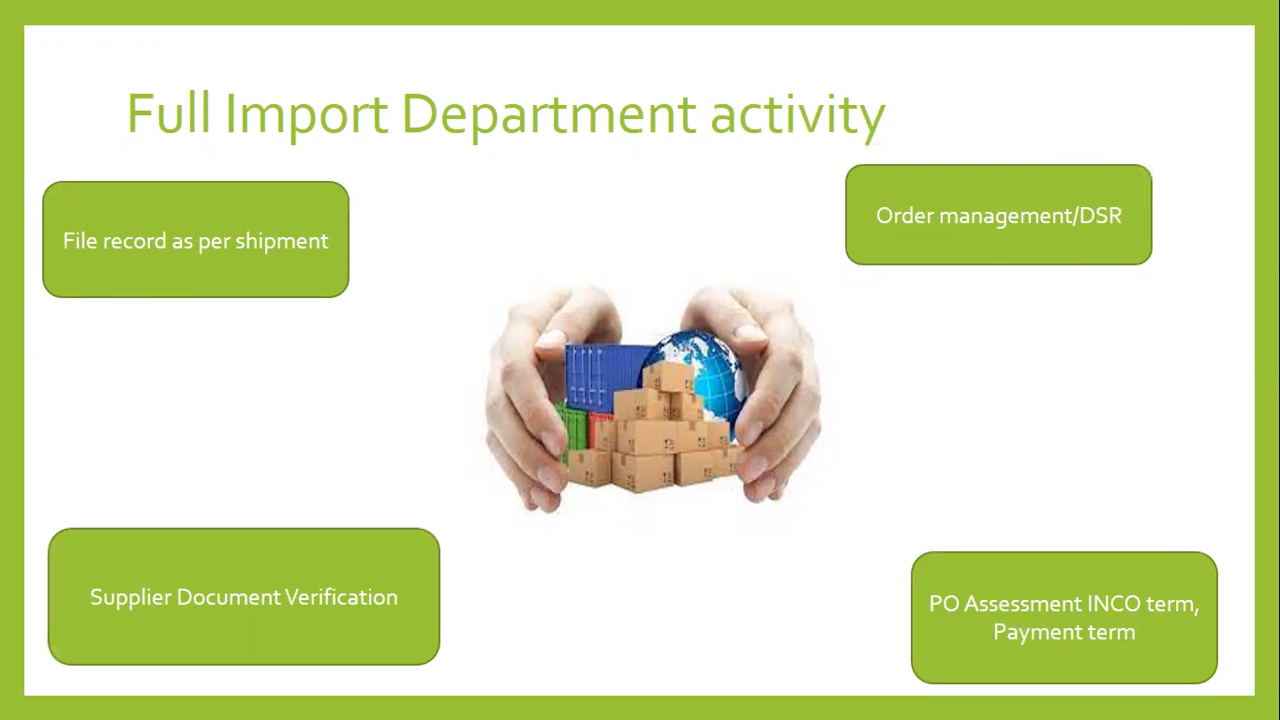 Full Import Department activity
File record as per shipment
Order management/DSR
Supplier Document Verification
PO Assessment INCO term,
Payment term